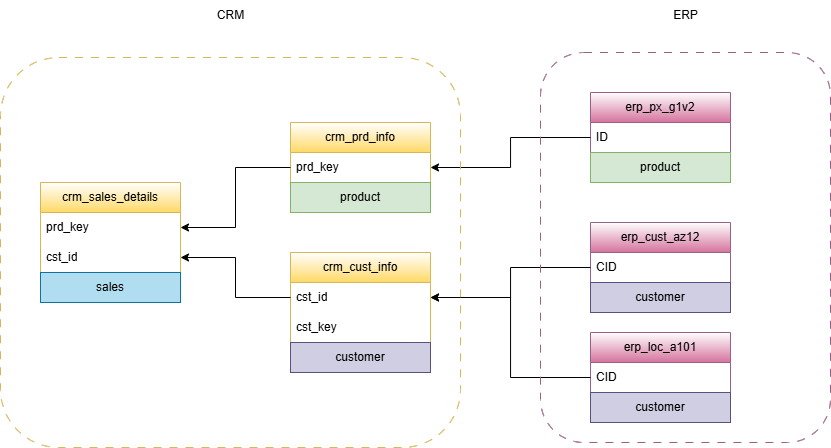 CRM
ERP
crm_sales_details
prd_key
cst_id
sales
crm_prd_info
prd_key
product
crm_cust_info
cst_id
cst_key
customer
erp_px_g1v2
ID
product
erp_cust_az12
CID
customer
erp_loc_a101
CID
customer